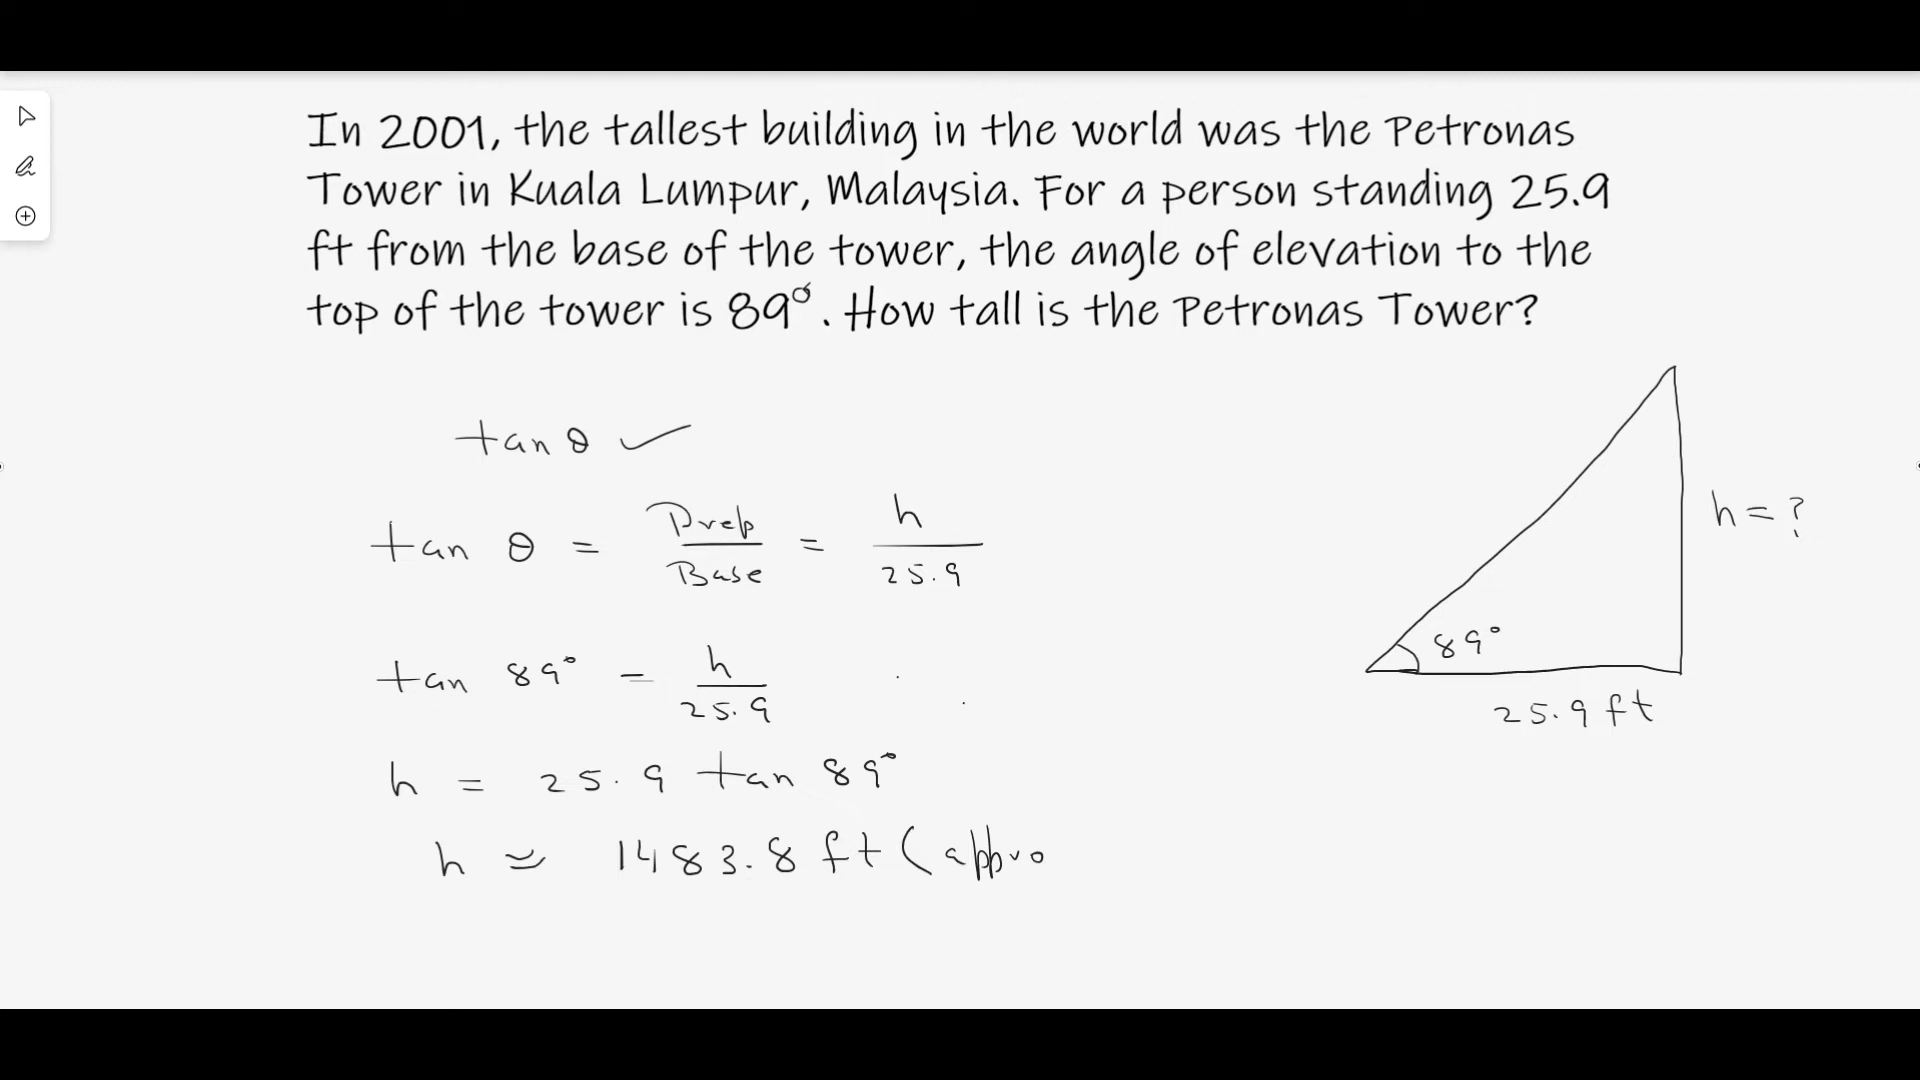 In 2001, the tallest building in the world was the Petronas
Tower in Kuala Lumpur, Malaysia. For a person standing 25.9
ft from the base of the tower, the angle of elevation to the
top of the tower is 89°. How tall is the Petronas Tower?
tan θ ✓
tan θ = Prep/Base = h/25.9
tan 89° = h/25.9
h = 25.9 tan 89°
h ≃ 1483.8 ft (appro
h = ?
89°
25.9 ft